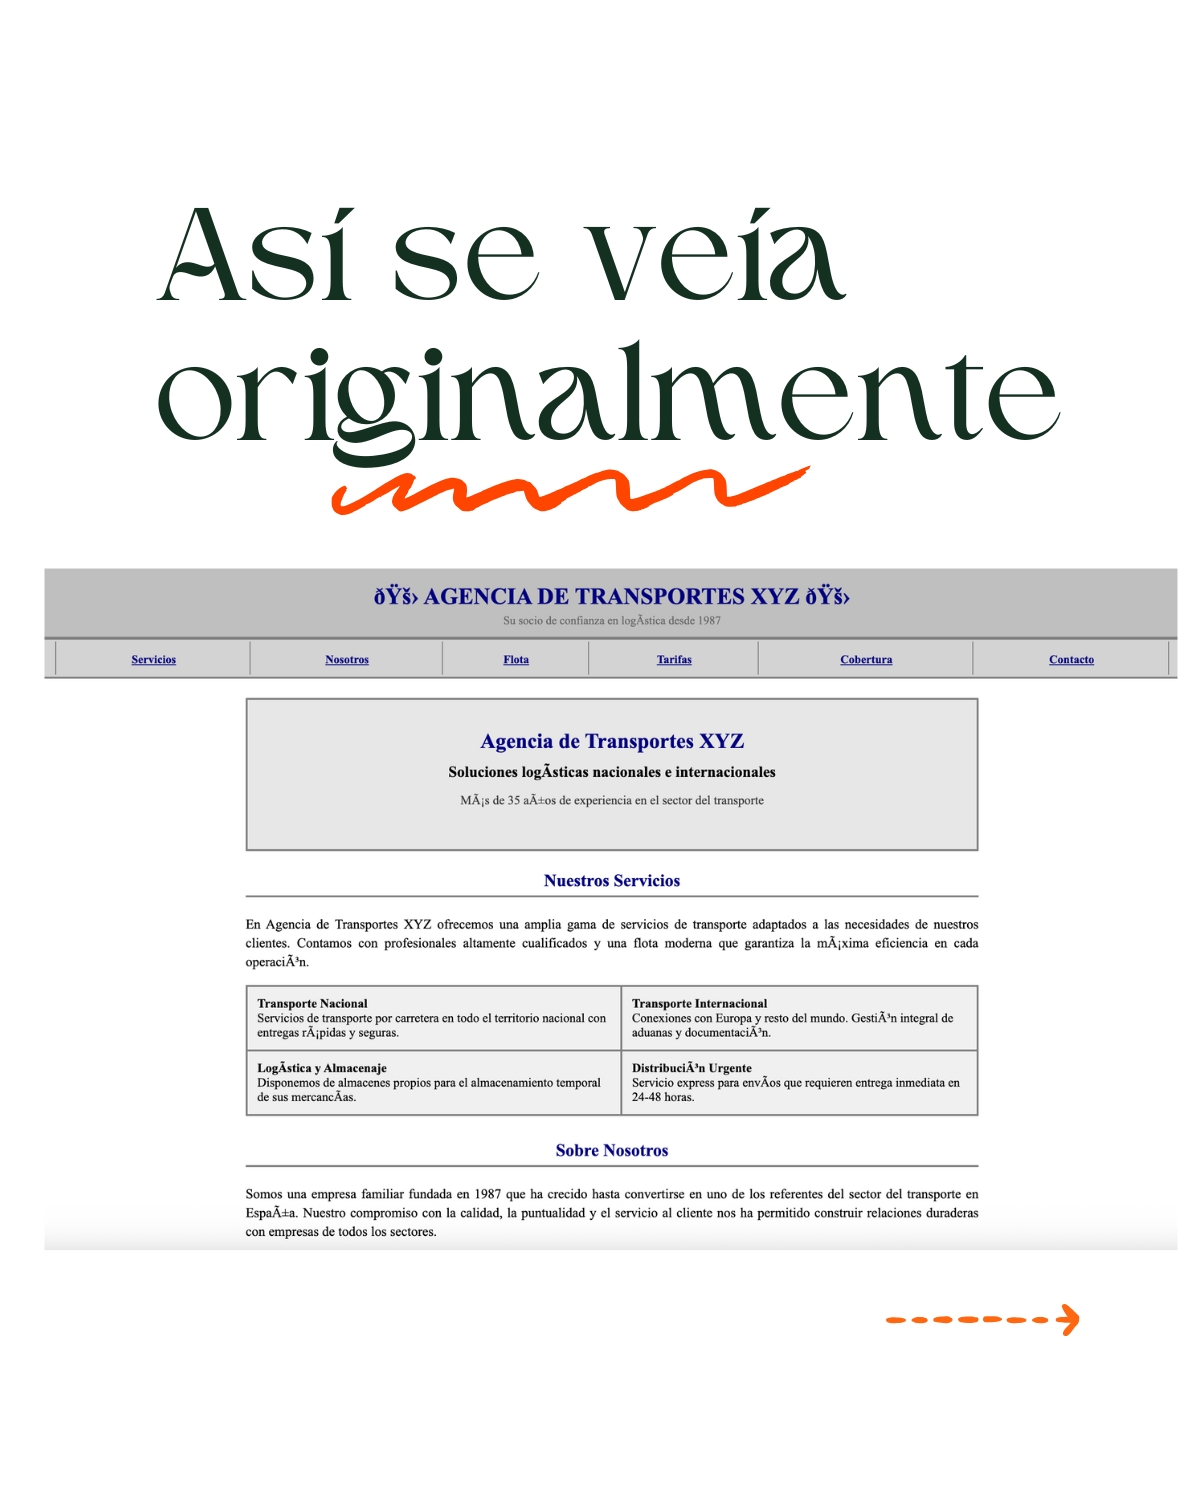 Así se veía
originalmente
ðŸš› AGENCIA DE TRANSPORTES XYZ ðŸš›
Su socio de confianza en logÃstica desde 1987
Servicios Nosotros Flota Tarifas Cobertura Contacto
Agencia de Transportes XYZ
Soluciones logÃsticas nacionales e internacionales
MÃ¡s de 35 aÃ±os de experiencia en el sector del transporte
Nuestros Servicios
En Agencia de Transportes XYZ ofrecemos una amplia gama de servicios de transporte adaptados a las necesidades de nuestros
clientes. Contamos con profesionales altamente cualificados y una flota moderna que garantiza la mÃ¡xima eficiencia en cada
operaciÃ³n.
Transporte Nacional
Servicios de transporte por carretera en todo el territorio nacional con
entregas rÃ¡pidas y seguras.
Transporte Internacional
Conexiones con Europa y resto del mundo. GestiÃ³n integral de
aduanas y documentaciÃ³n.
LogÃstica y Almacenaje
Disponemos de almacenes propios para el almacenamiento temporal
de sus mercancÃas.
DistribuciÃ³n Urgente
Servicio express para envÃos que requieren entrega inmediata en
24-48 horas.
Sobre Nosotros
Somos una empresa familiar fundada en 1987 que ha crecido hasta convertirse en uno de los referentes del sector del transporte en
EspaÃ±a. Nuestro compromiso con la calidad, la puntualidad y el servicio al cliente nos ha permitido construir relaciones duraderas
con empresas de todos los sectores.